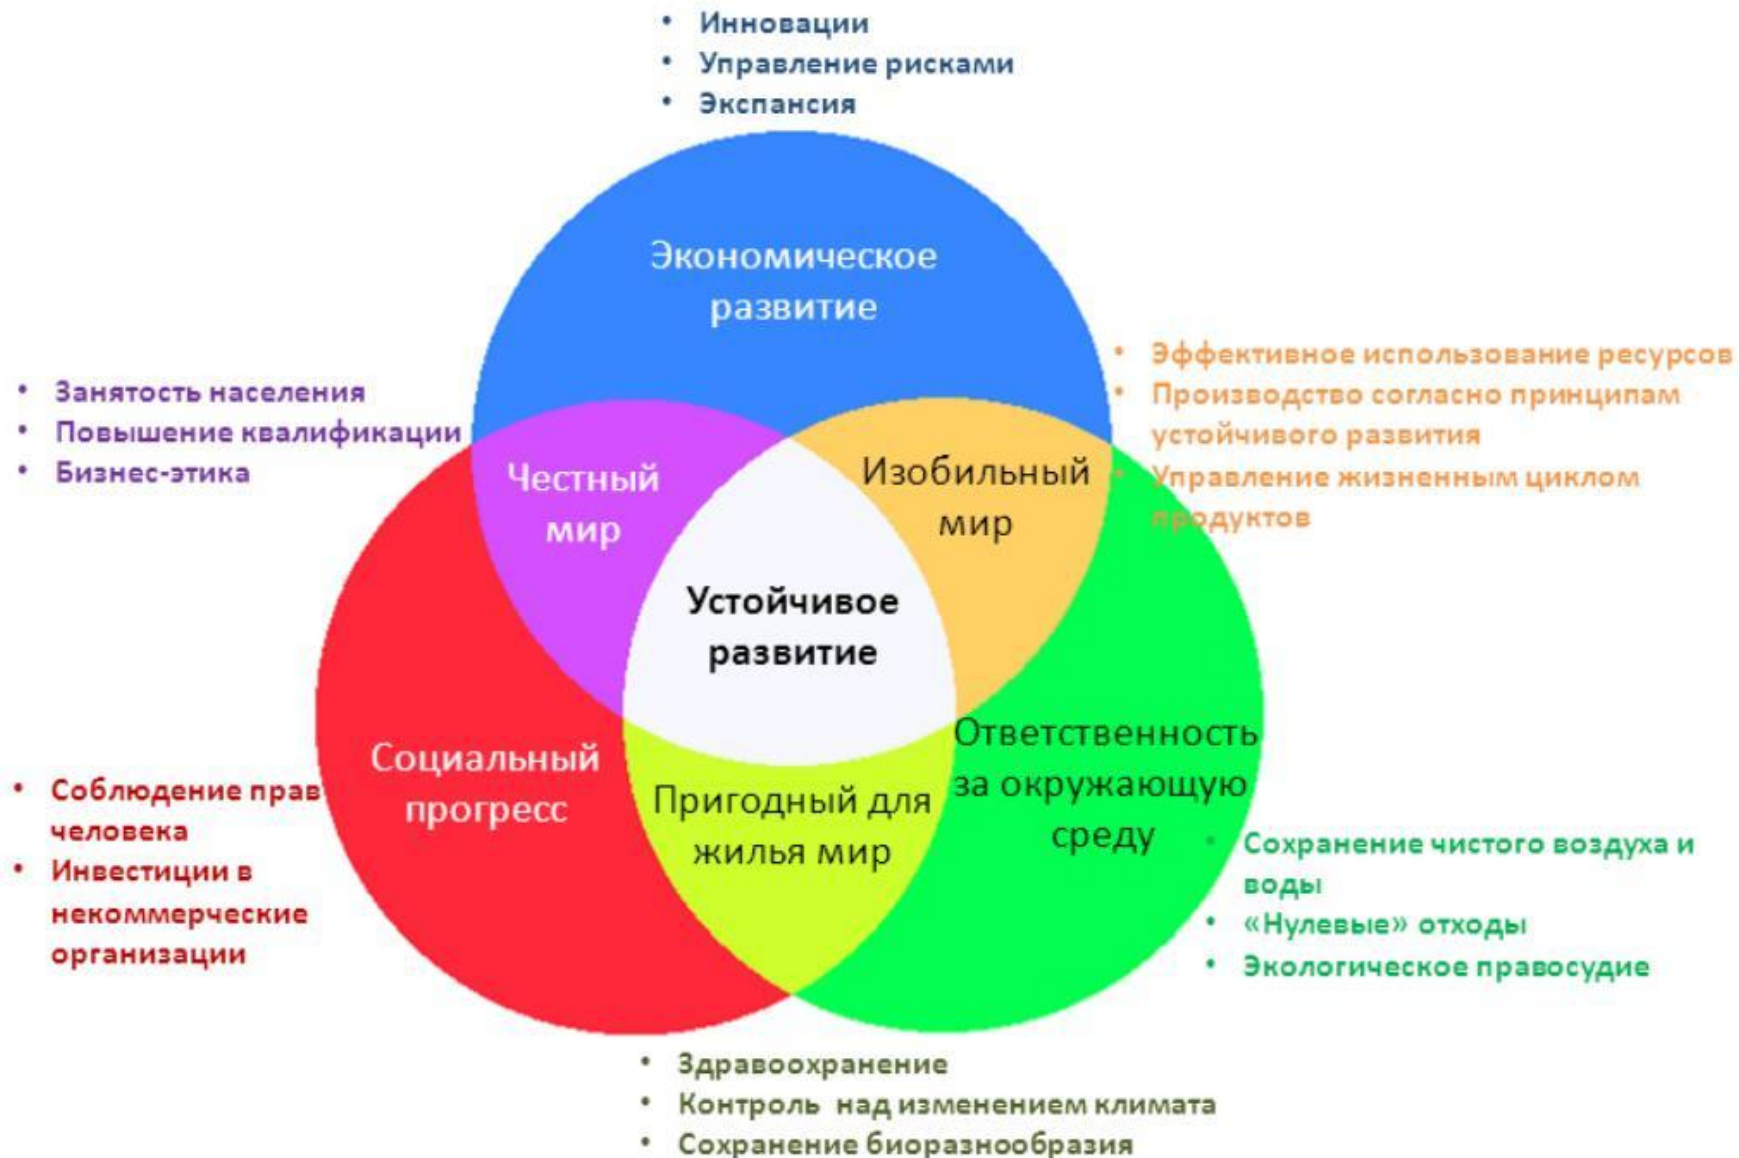 • Инновации
• Управление рисками
• Экспансия
Экономическое
развитие
• Занятость населения
• Повышение квалификации
• Бизнес-этика
• Эффективное использование ресурсов
• Производство согласно принципам
устойчивого развития
• Управление жизненным циклом
продуктов
Честный
мир
Изобильный
мир
Устойчивое
развитие
Социальный
прогресс
Пригодный для
жилья мир
Ответственность
за окружающую
среду
• Соблюдение прав
человека
• Инвестиции в
некоммерческие
организации
• Сохранение чистого воздуха и
воды
• «Нулевые» отходы
• Экологическое правосудие
• Здравоохранение
• Контроль над изменением климата
• Сохранение биоразнообразия